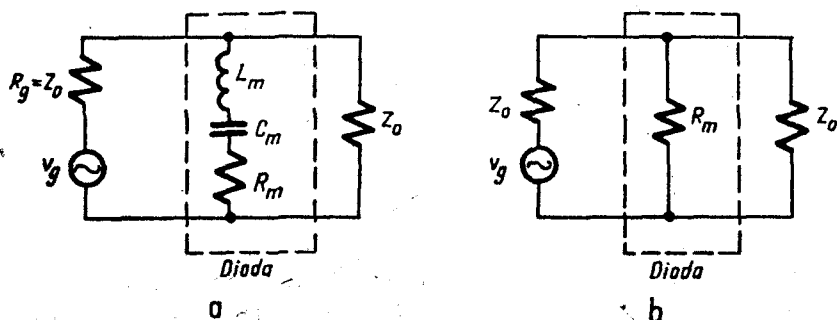 R_g=Z_o
v_g
L_m
C_m
R_m
Z_o
Dioda
a
Z_o
v_g
R_m
Z_o
Dioda
b